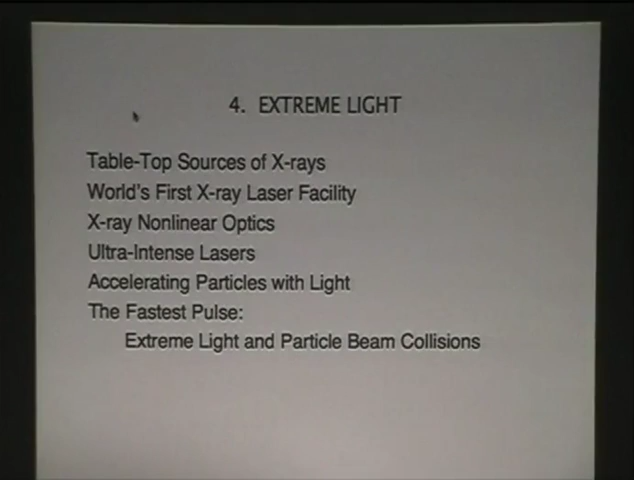 4. EXTREME LIGHT
Table-Top Sources of X-rays
World's First X-ray Laser Facility
X-ray Nonlinear Optics
Ultra-Intense Lasers
Accelerating Particles with Light
The Fastest Pulse:
Extreme Light and Particle Beam Collisions